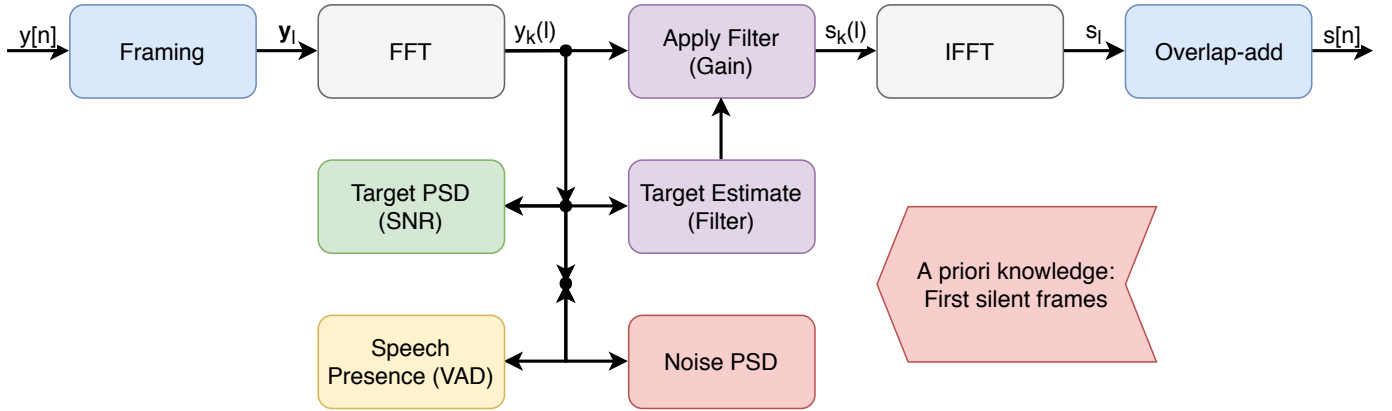 y[n]
Framing
y_l
FFT
y_k(l)
Apply Filter
(Gain)
s_k(l)
IFFT
s_l
Overlap-add
s[n]
Target PSD
(SNR)
Target Estimate
(Filter)
A priori knowledge:
First silent frames
Speech
Presence (VAD)
Noise PSD